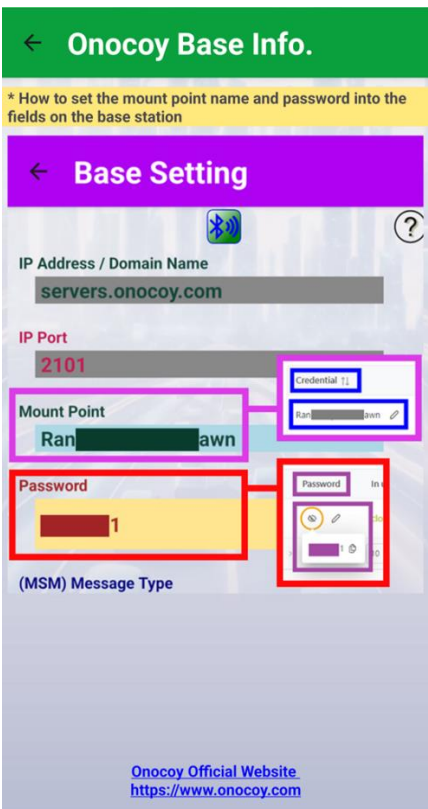 Onocoy Base Info.
* How to set the mount point name and password into the
fields on the base station
Base Setting
?
IP Address / Domain Name
servers.onocoy.com
IP Port
2101
Credential ↑↓
Mount Point
Ran awn
Ran awn
Password
1
Password In
1
(MSM) Message Type
Onocoy Official Website
https://www.onocoy.com